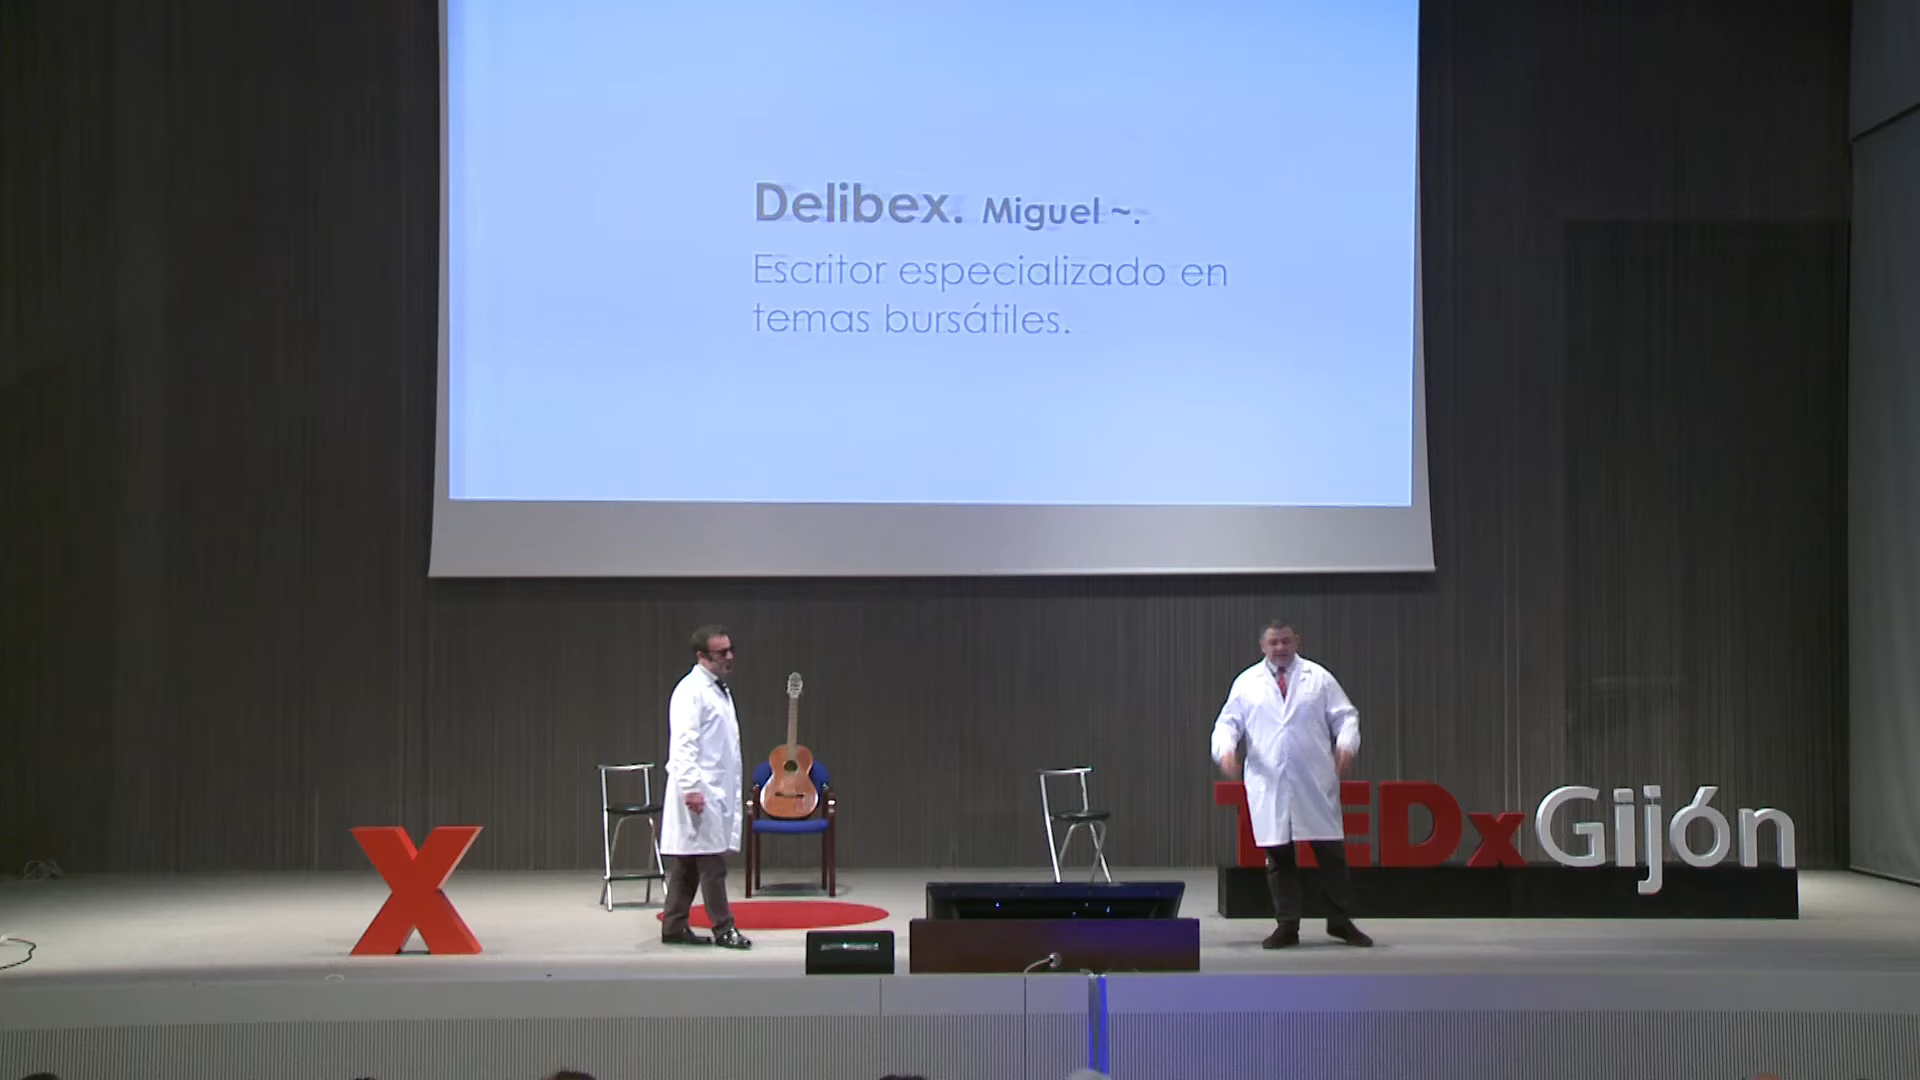 Delibex. Miguel ~.
Escritor especializado en
temas bursátiles.
X
TEDxGijón